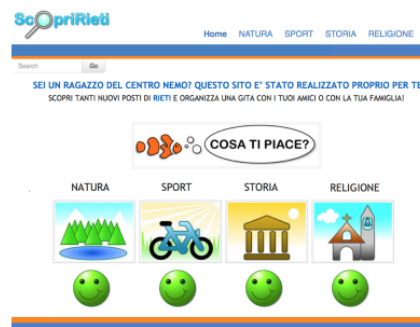 ScopriRieti
Home NATURA SPORT STORIA RELIGIONE
Search Go
SEI UN RAGAZZO DEL CENTRO NEMO? QUESTO SITO E' STATO REALIZZATO PROPRIO PER TE
SCOPRI TANTI NUOVI POSTI DI RIETI E ORGANIZZA UNA GITA CON I TUOI AMICI O CON LA TUA FAMIGLIA!
COSA TI PIACE?
NATURA SPORT STORIA RELIGIONE